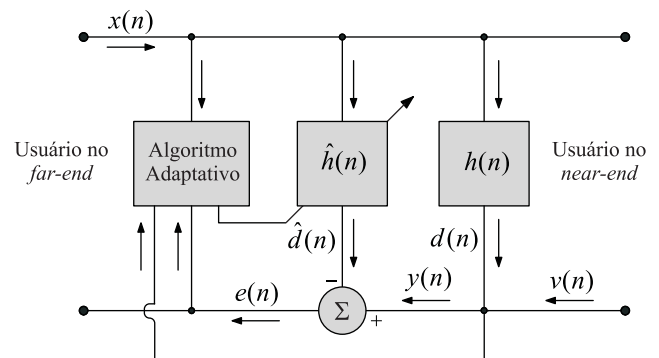 x(n)
Usuário no
far-end
Algoritmo
Adaptativo
ĥ(n)
h(n)
Usuário no
near-end
d̂(n)
d(n)
e(n)
−
Σ
+
y(n)
v(n)